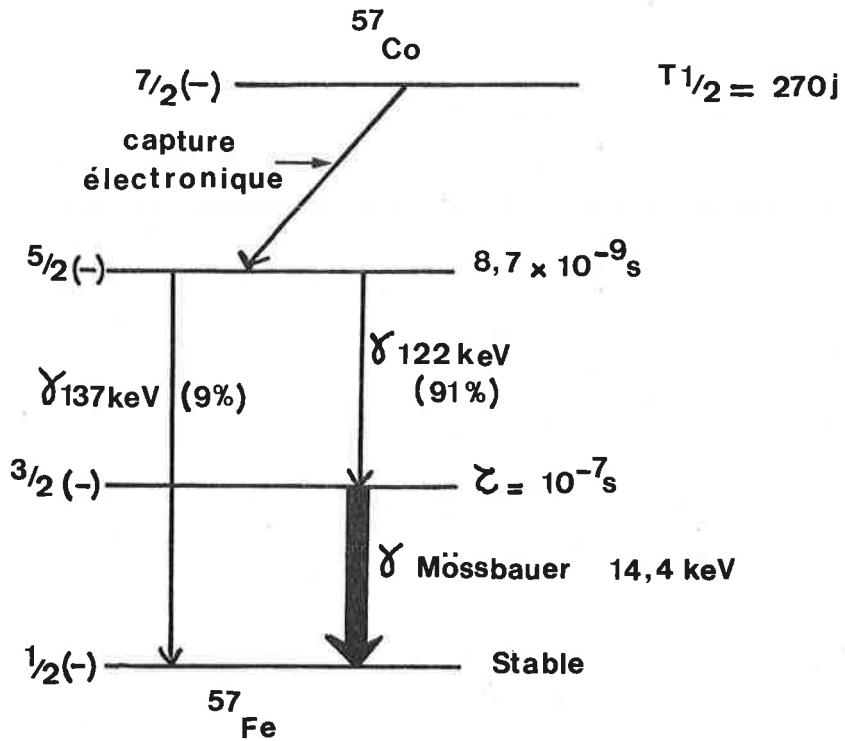 57
Co
7/2(-)
T1/2 = 270j
capture
électronique
5/2(-)
8,7 × 10⁻⁹s
γ 122 keV
(91%)
γ137keV (9%)
3/2(-)
τ = 10⁻⁷s
γ Mössbauer 14,4 keV
1/2(-)
Stable
57
Fe